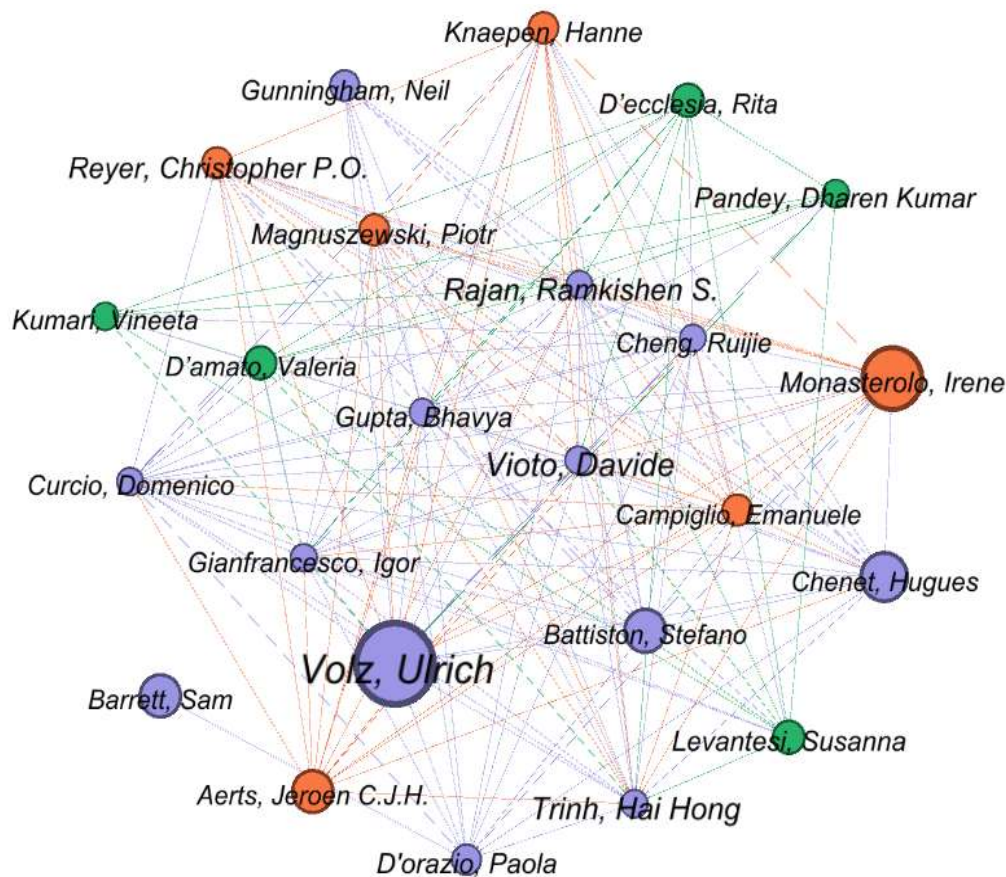 Knaepen, Hanne
Gunningham, Neil
D'ecclesia, Rita
Reyer, Christopher P.O.
Pandey, Dharen Kumar
Magnuszewski, Piotr
Rajan, Ramkishen S.
Kumari, Vineeta
Cheng, Ruijie
D'amato, Valeria
Monasterolo, Irene
Gupta, Bhavya
Vioto, Davide
Curcio, Domenico
Campiglio, Emanuele
Gianfrancesco, Igor
Chenet, Hugues
Battiston, Stefano
Volz, Ulrich
Barrett, Sam
Levantesi, Susanna
Aerts, Jeroen C.J.H.
Trinh, Hai Hong
D'orazio, Paola